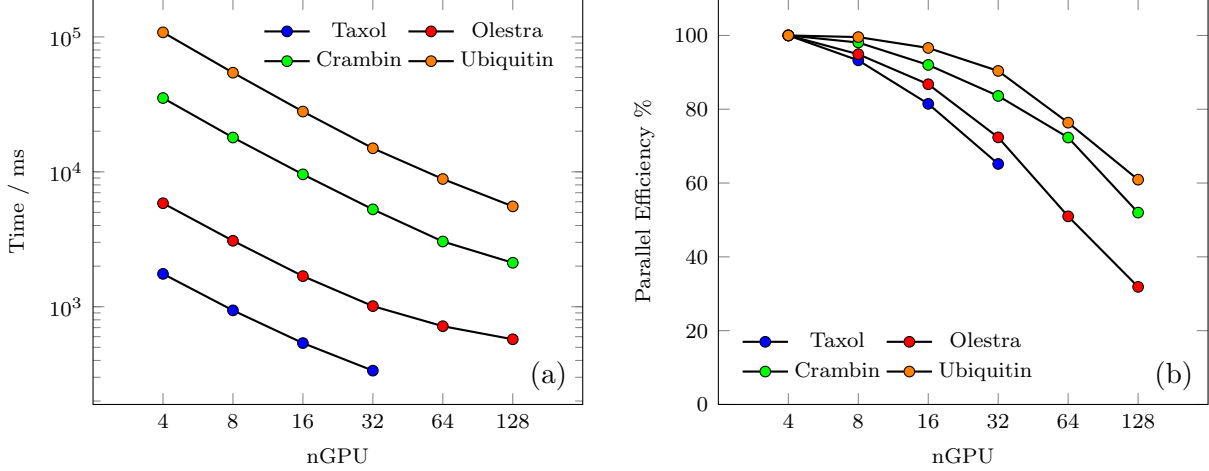 Time / ms
10^5
10^4
10^3
Taxol Olestra
Crambin Ubiquitin
(a)
4 8 16 32 64 128
nGPU
Parallel Efficiency %
100
80
60
40
20
0
Taxol Olestra
Crambin Ubiquitin
(b)
4 8 16 32 64 128
nGPU